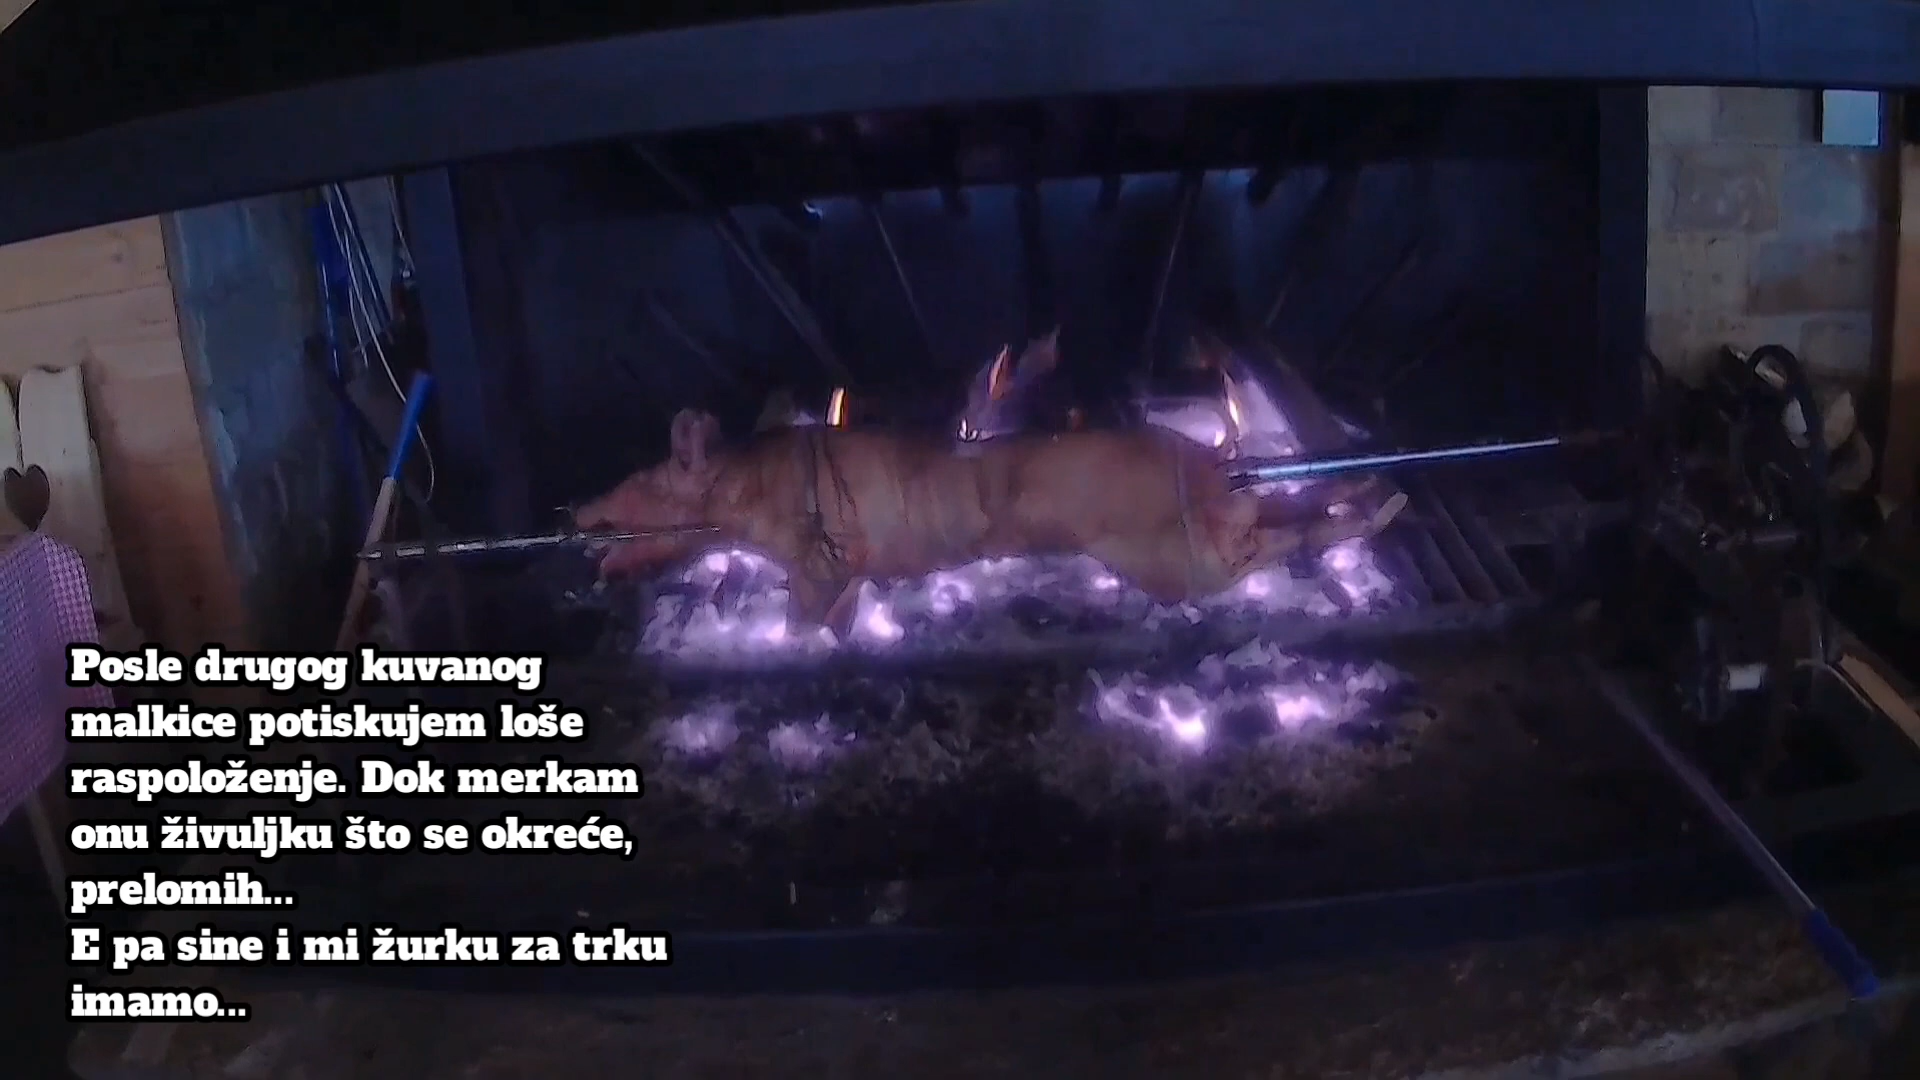 Posle drugog kuvanog
malkice potiskujem loše
raspoloženje. Dok merkam
onu živuljku što se okreće,
prelomih...
E pa sine i mi žurku za trku
imamo...